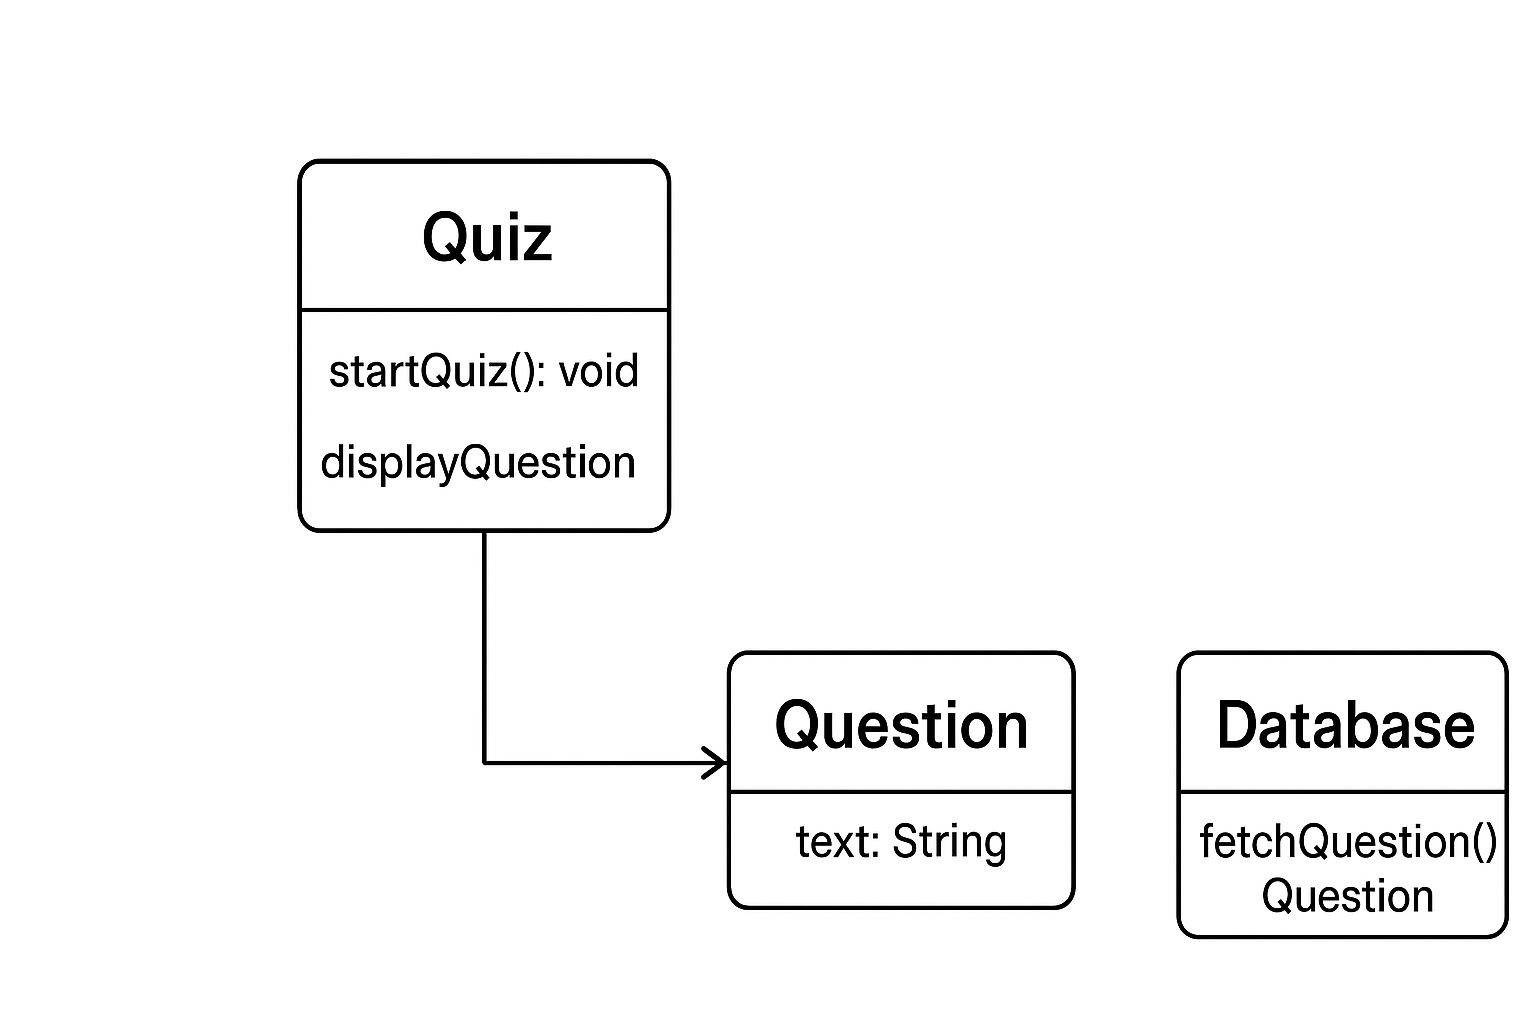 Quiz
startQuiz(): void
displayQuestion
Question
text: String
Database
fetchQuestion()
Question